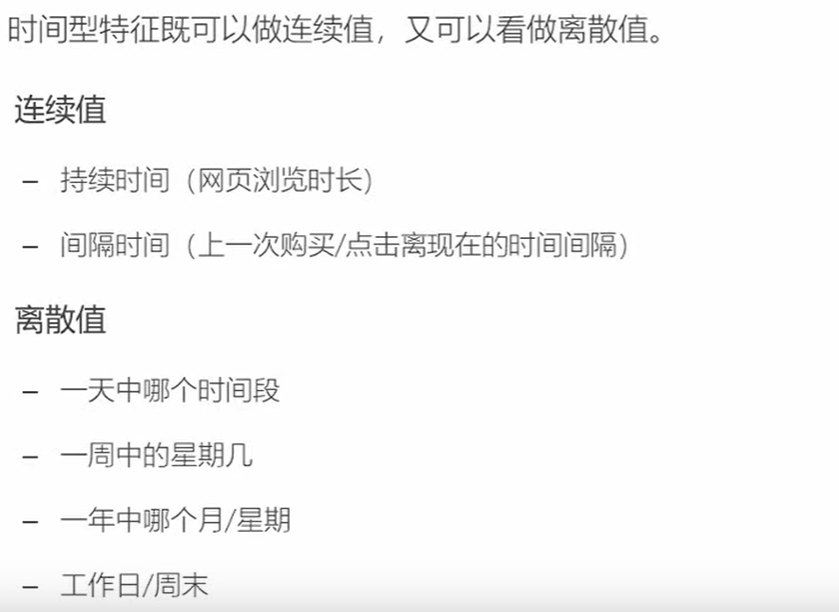 时间型特征既可以做连续值，又可以看做离散值。
连续值
– 持续时间（网页浏览时长）
– 间隔时间（上一次购买/点击离现在的时间间隔）
离散值
– 一天中哪个时间段
– 一周中的星期几
– 一年中哪个月/星期
– 工作日/周末